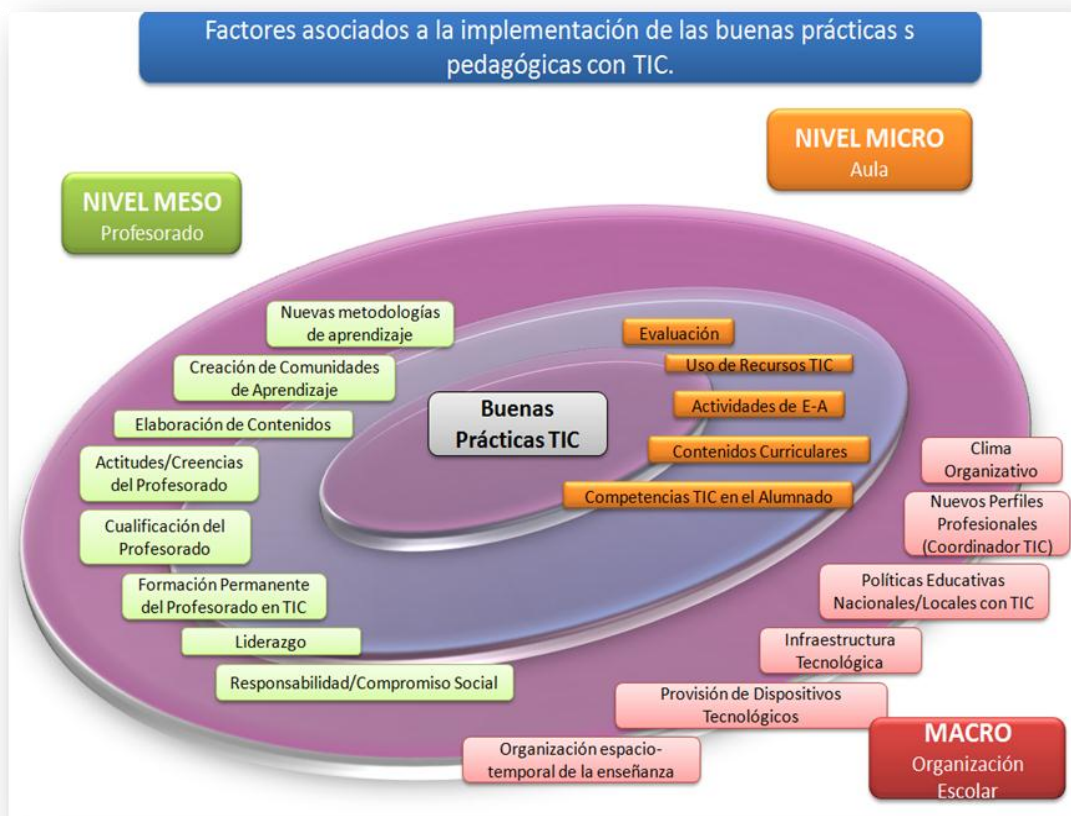 Factores asociados a la implementación de las buenas prácticas s
pedagógicas con TIC.
NIVEL MICRO
Aula
NIVEL MESO
Profesorado
Nuevas metodologías
de aprendizaje
Creación de Comunidades
de Aprendizaje
Elaboración de Contenidos
Actitudes/Creencias
del Profesorado
Cualificación del
Profesorado
Formación Permanente
del Profesorado en TIC
Liderazgo
Responsabilidad/Compromiso Social
Buenas
Prácticas TIC
Evaluación
Uso de Recursos TIC
Actividades de E-A
Contenidos Curriculares
Competencias TIC en el Alumnado
Clima
Organizativo
Nuevos Perfiles
Profesionales
(Coordinador TIC)
Políticas Educativas
Nacionales/Locales con TIC
Infraestructura
Tecnológica
Provisión de Dispositivos
Tecnológicos
Organización espacio-
temporal de la enseñanza
MACRO
Organización
Escolar